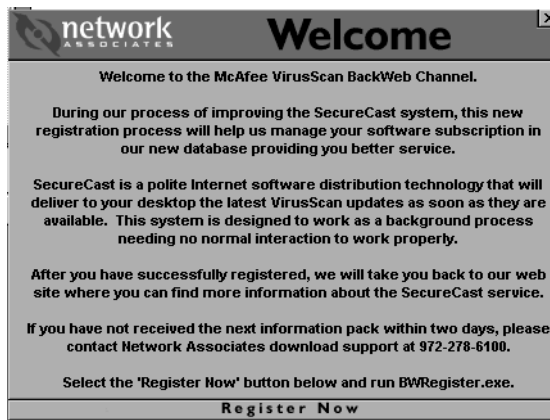 network
ASSOCIATES
Welcome
Welcome to the McAfee VirusScan BackWeb Channel.
During our process of improving the SecureCast system, this new
registration process will help us manage your software subscription in
our new database providing you better service.
SecureCast is a polite Internet software distribution technology that will
deliver to your desktop the latest VirusScan updates as soon as they are
available. This system is designed to work as a background process
needing no normal interaction to work properly.
After you have successfully registered, we will take you back to our web
site where you can find more information about the SecureCast service.
If you have not received the next information pack within two days, please
contact Network Associates download support at 972-278-6100.
Select the 'Register Now' button below and run BWRegister.exe.
Register Now